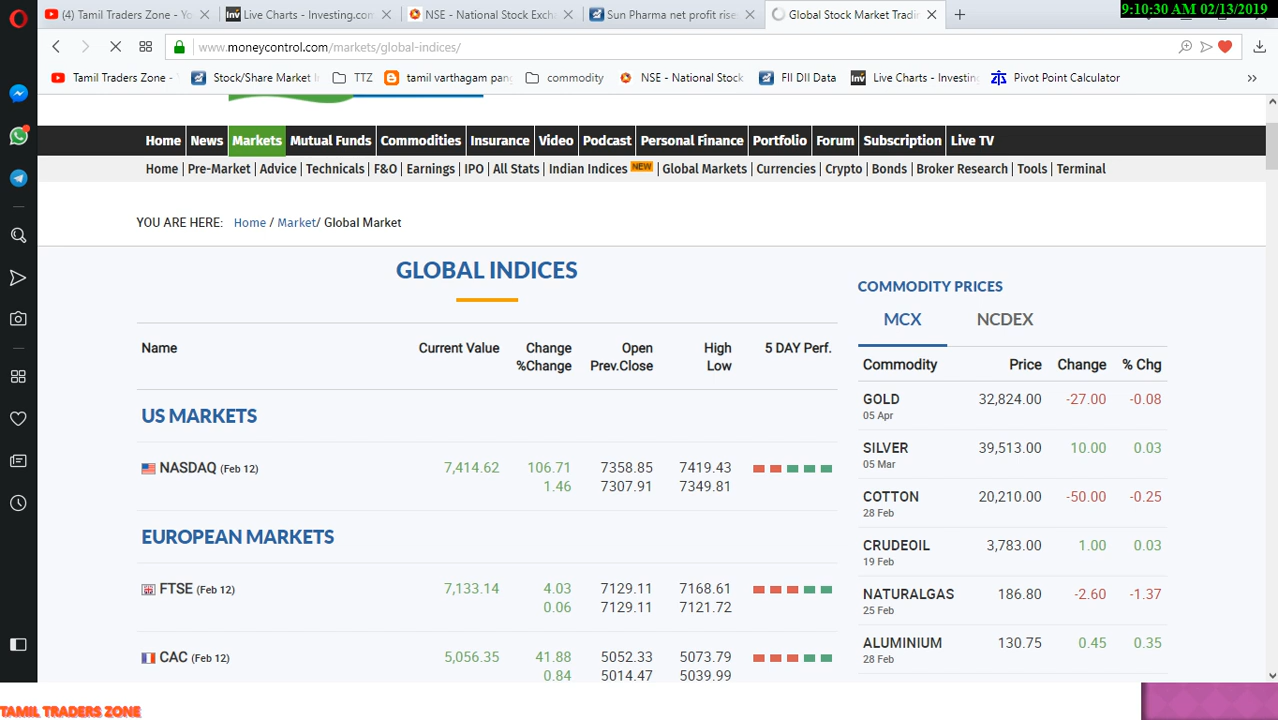 9:10:30 AM 02/13/2019
(4) Tamil Traders Zone - Yo
Live Charts - Investing.com
NSE - National Stock Exch
Sun Pharma net profit rise
Global Stock Market Tradin
www.moneycontrol.com/markets/global-indices/
Tamil Traders Zone -
Stock/Share Market I
TTZ
tamil varthagam pan
commodity
NSE - National Stock
FII DII Data
Live Charts - Investin
Pivot Point Calculator
Home News Markets Mutual Funds Commodities Insurance Video Podcast Personal Finance Portfolio Forum Subscription Live TV
Home | Pre-Market | Advice | Technicals | F&O | Earnings | IPO | All Stats | Indian Indices NEW | Global Markets | Currencies | Crypto | Bonds | Broker Research | Tools | Terminal
YOU ARE HERE: Home / Market/ Global Market
GLOBAL INDICES
Name Current Value Change Open High 5 DAY Perf.
%Change Prev.Close Low
US MARKETS
NASDAQ (Feb 12) 7,414.62 106.71 7358.85 7419.43
1.46 7307.91 7349.81
EUROPEAN MARKETS
FTSE (Feb 12) 7,133.14 4.03 7129.11 7168.61
0.06 7129.11 7121.72
CAC (Feb 12) 5,056.35 41.88 5052.33 5073.79
0.84 5014.47 5039.99
COMMODITY PRICES
MCX NCDEX
Commodity Price Change % Chg
GOLD 32,824.00 -27.00 -0.08
05 Apr
SILVER 39,513.00 10.00 0.03
05 Mar
COTTON 20,210.00 -50.00 -0.25
28 Feb
CRUDEOIL 3,783.00 1.00 0.03
19 Feb
NATURALGAS 186.80 -2.60 -1.37
25 Feb
ALUMINIUM 130.75 0.45 0.35
28 Feb
TAMIL TRADERS ZONE